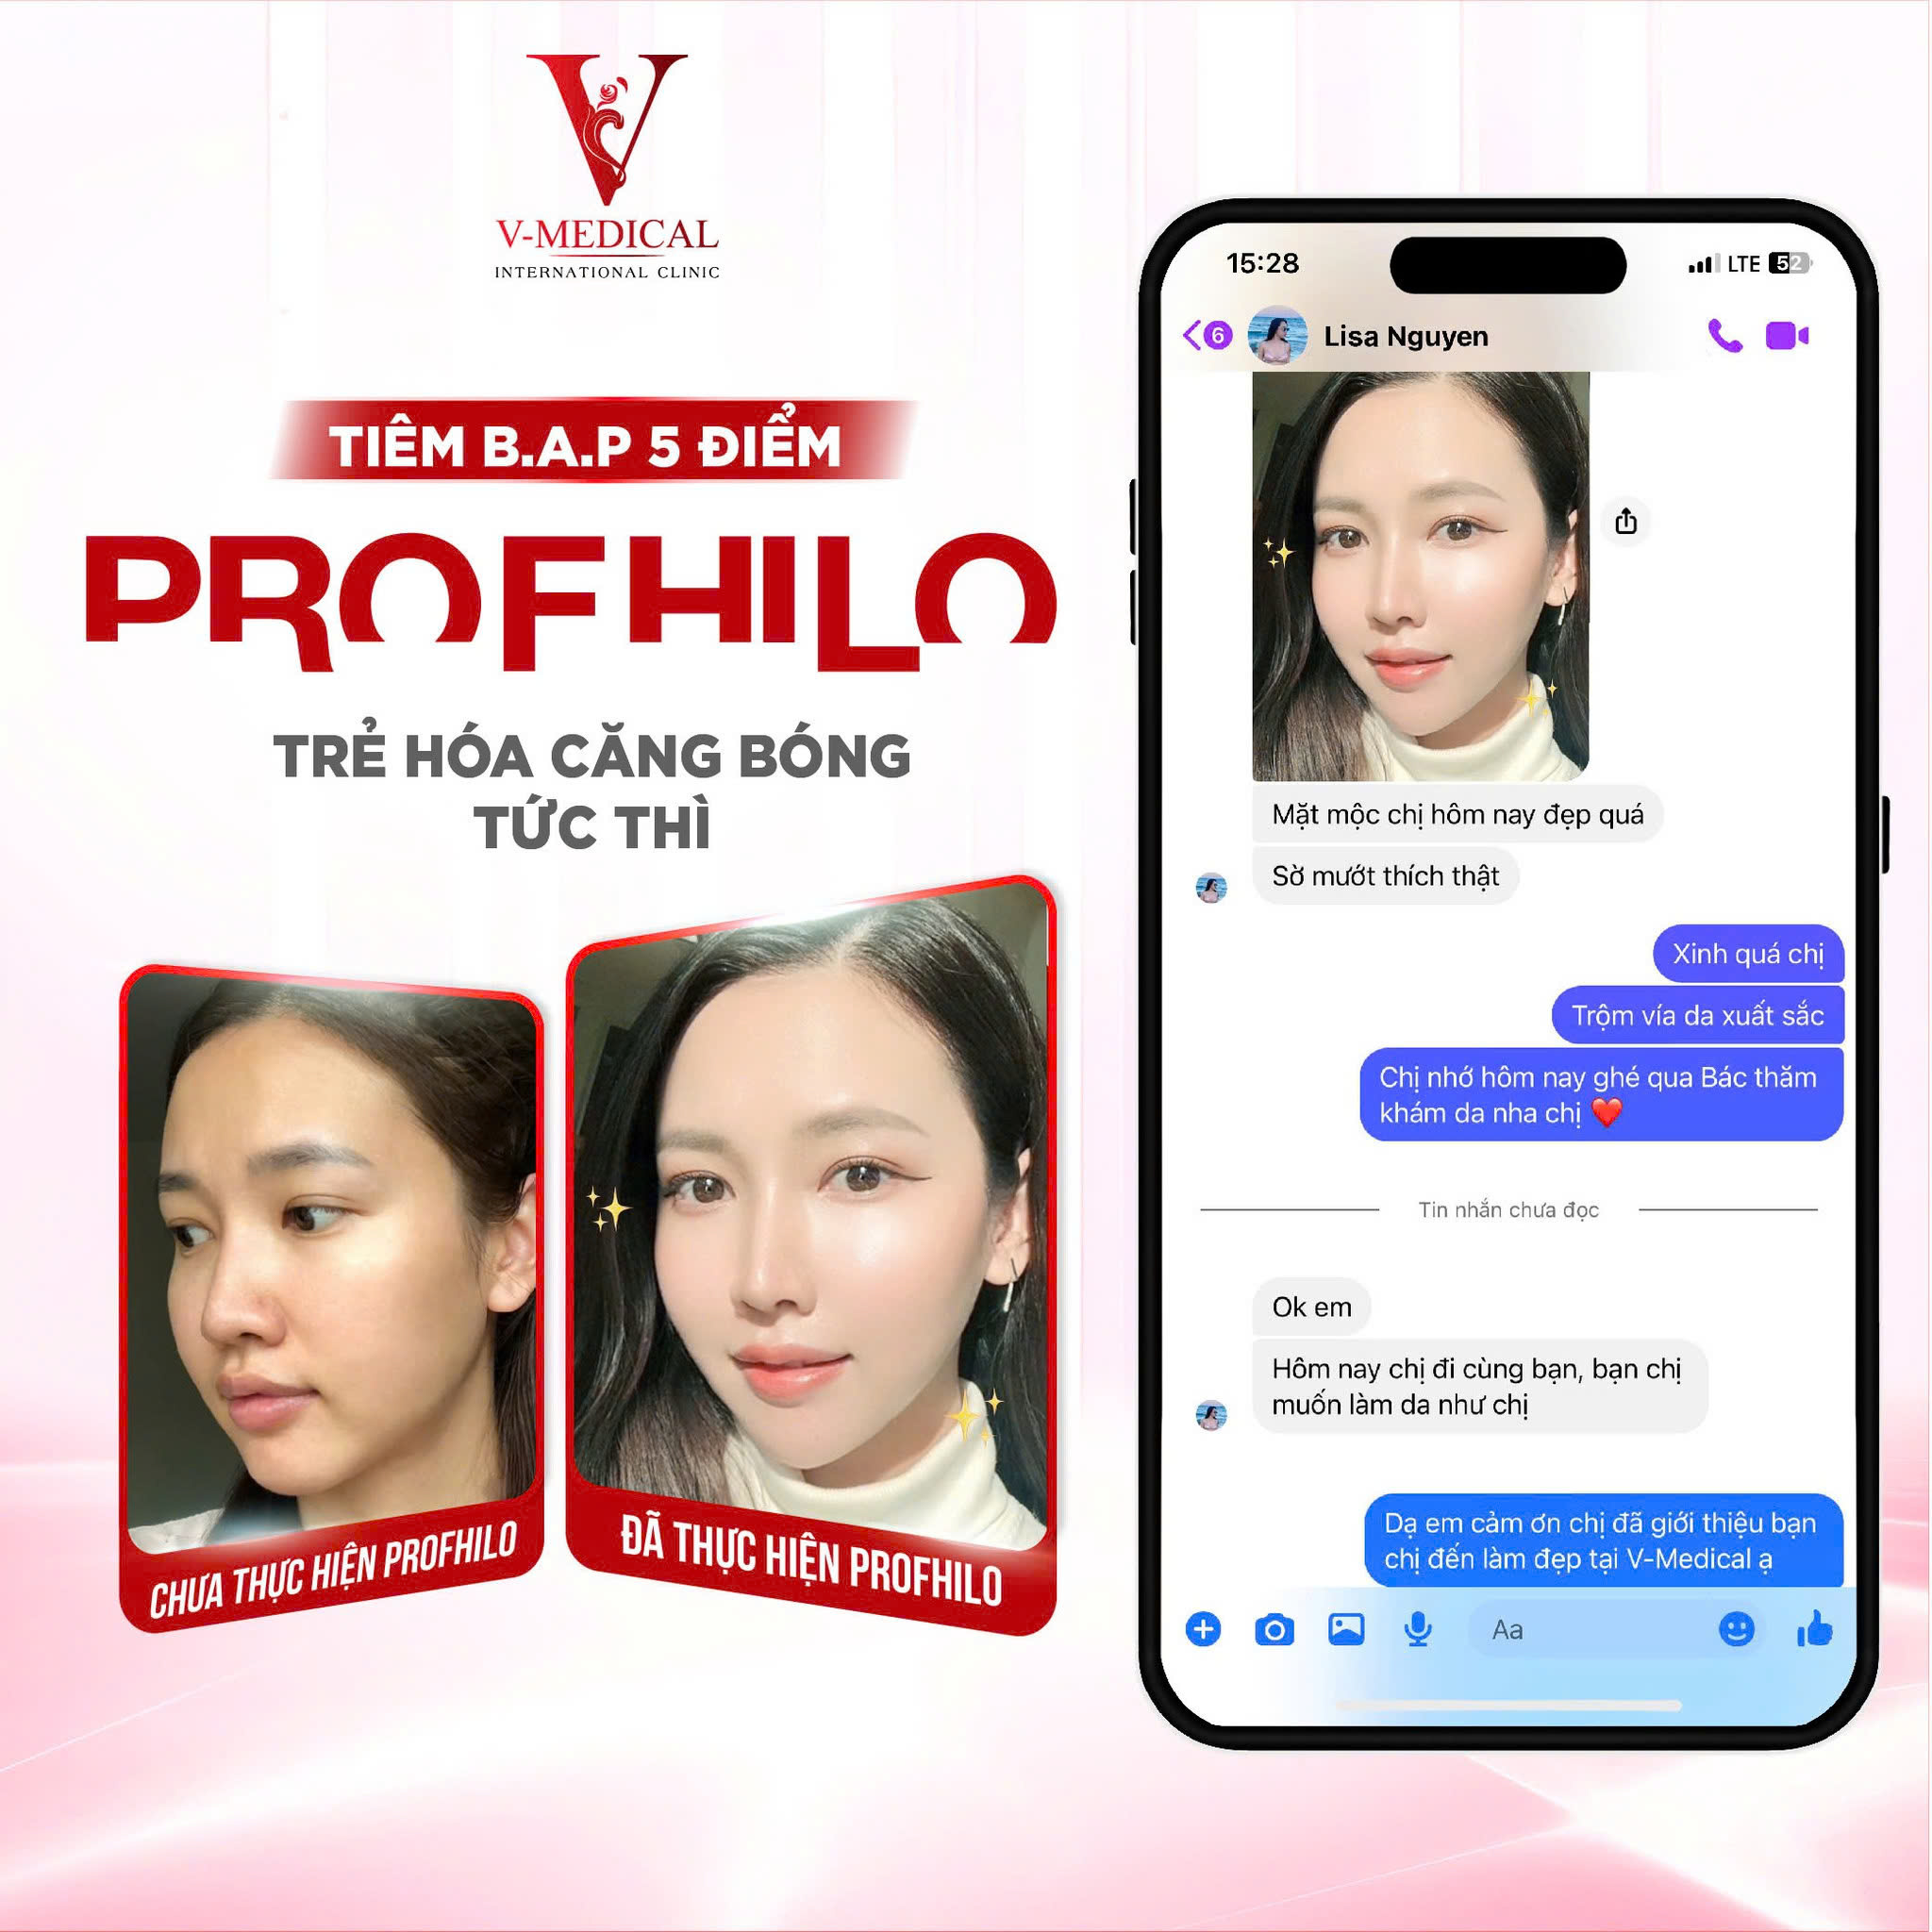 V-MEDICAL
INTERNATIONAL CLINIC
TIÊM B.A.P 5 ĐIỂM
PROFHILO
TRẺ HÓA CĂNG BÓNG
TỨC THÌ
CHƯA THỰC HIỆN PROFHILO
ĐÃ THỰC HIỆN PROFHILO
15:28
LTE 52
6
Lisa Nguyen
Mặt mộc chị hôm nay đẹp quá
Sờ mướt thích thật
Xinh quá chị
Trộm vía da xuất sắc
Chị nhớ hôm nay ghé qua Bác thăm
khám da nha chị ❤️
Tin nhắn chưa đọc
Ok em
Hôm nay chị đi cùng bạn, bạn chị
muốn làm da như chị
Dạ em cảm ơn chị đã giới thiệu bạn
chị đến làm đẹp tại V-Medical ạ
Aa